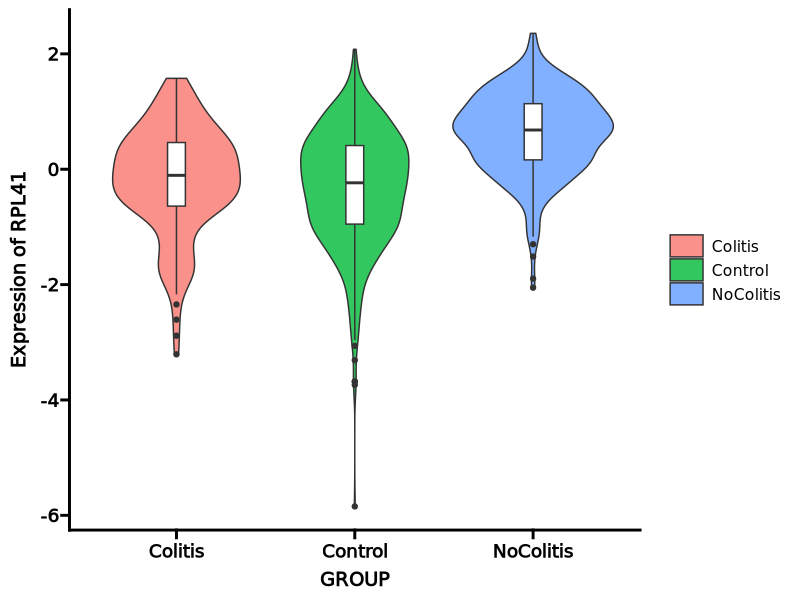 Expression of RPL41
2
0
-2
-4
-6
Colitis
Control
NoColitis
GROUP
Colitis
Control
NoColitis